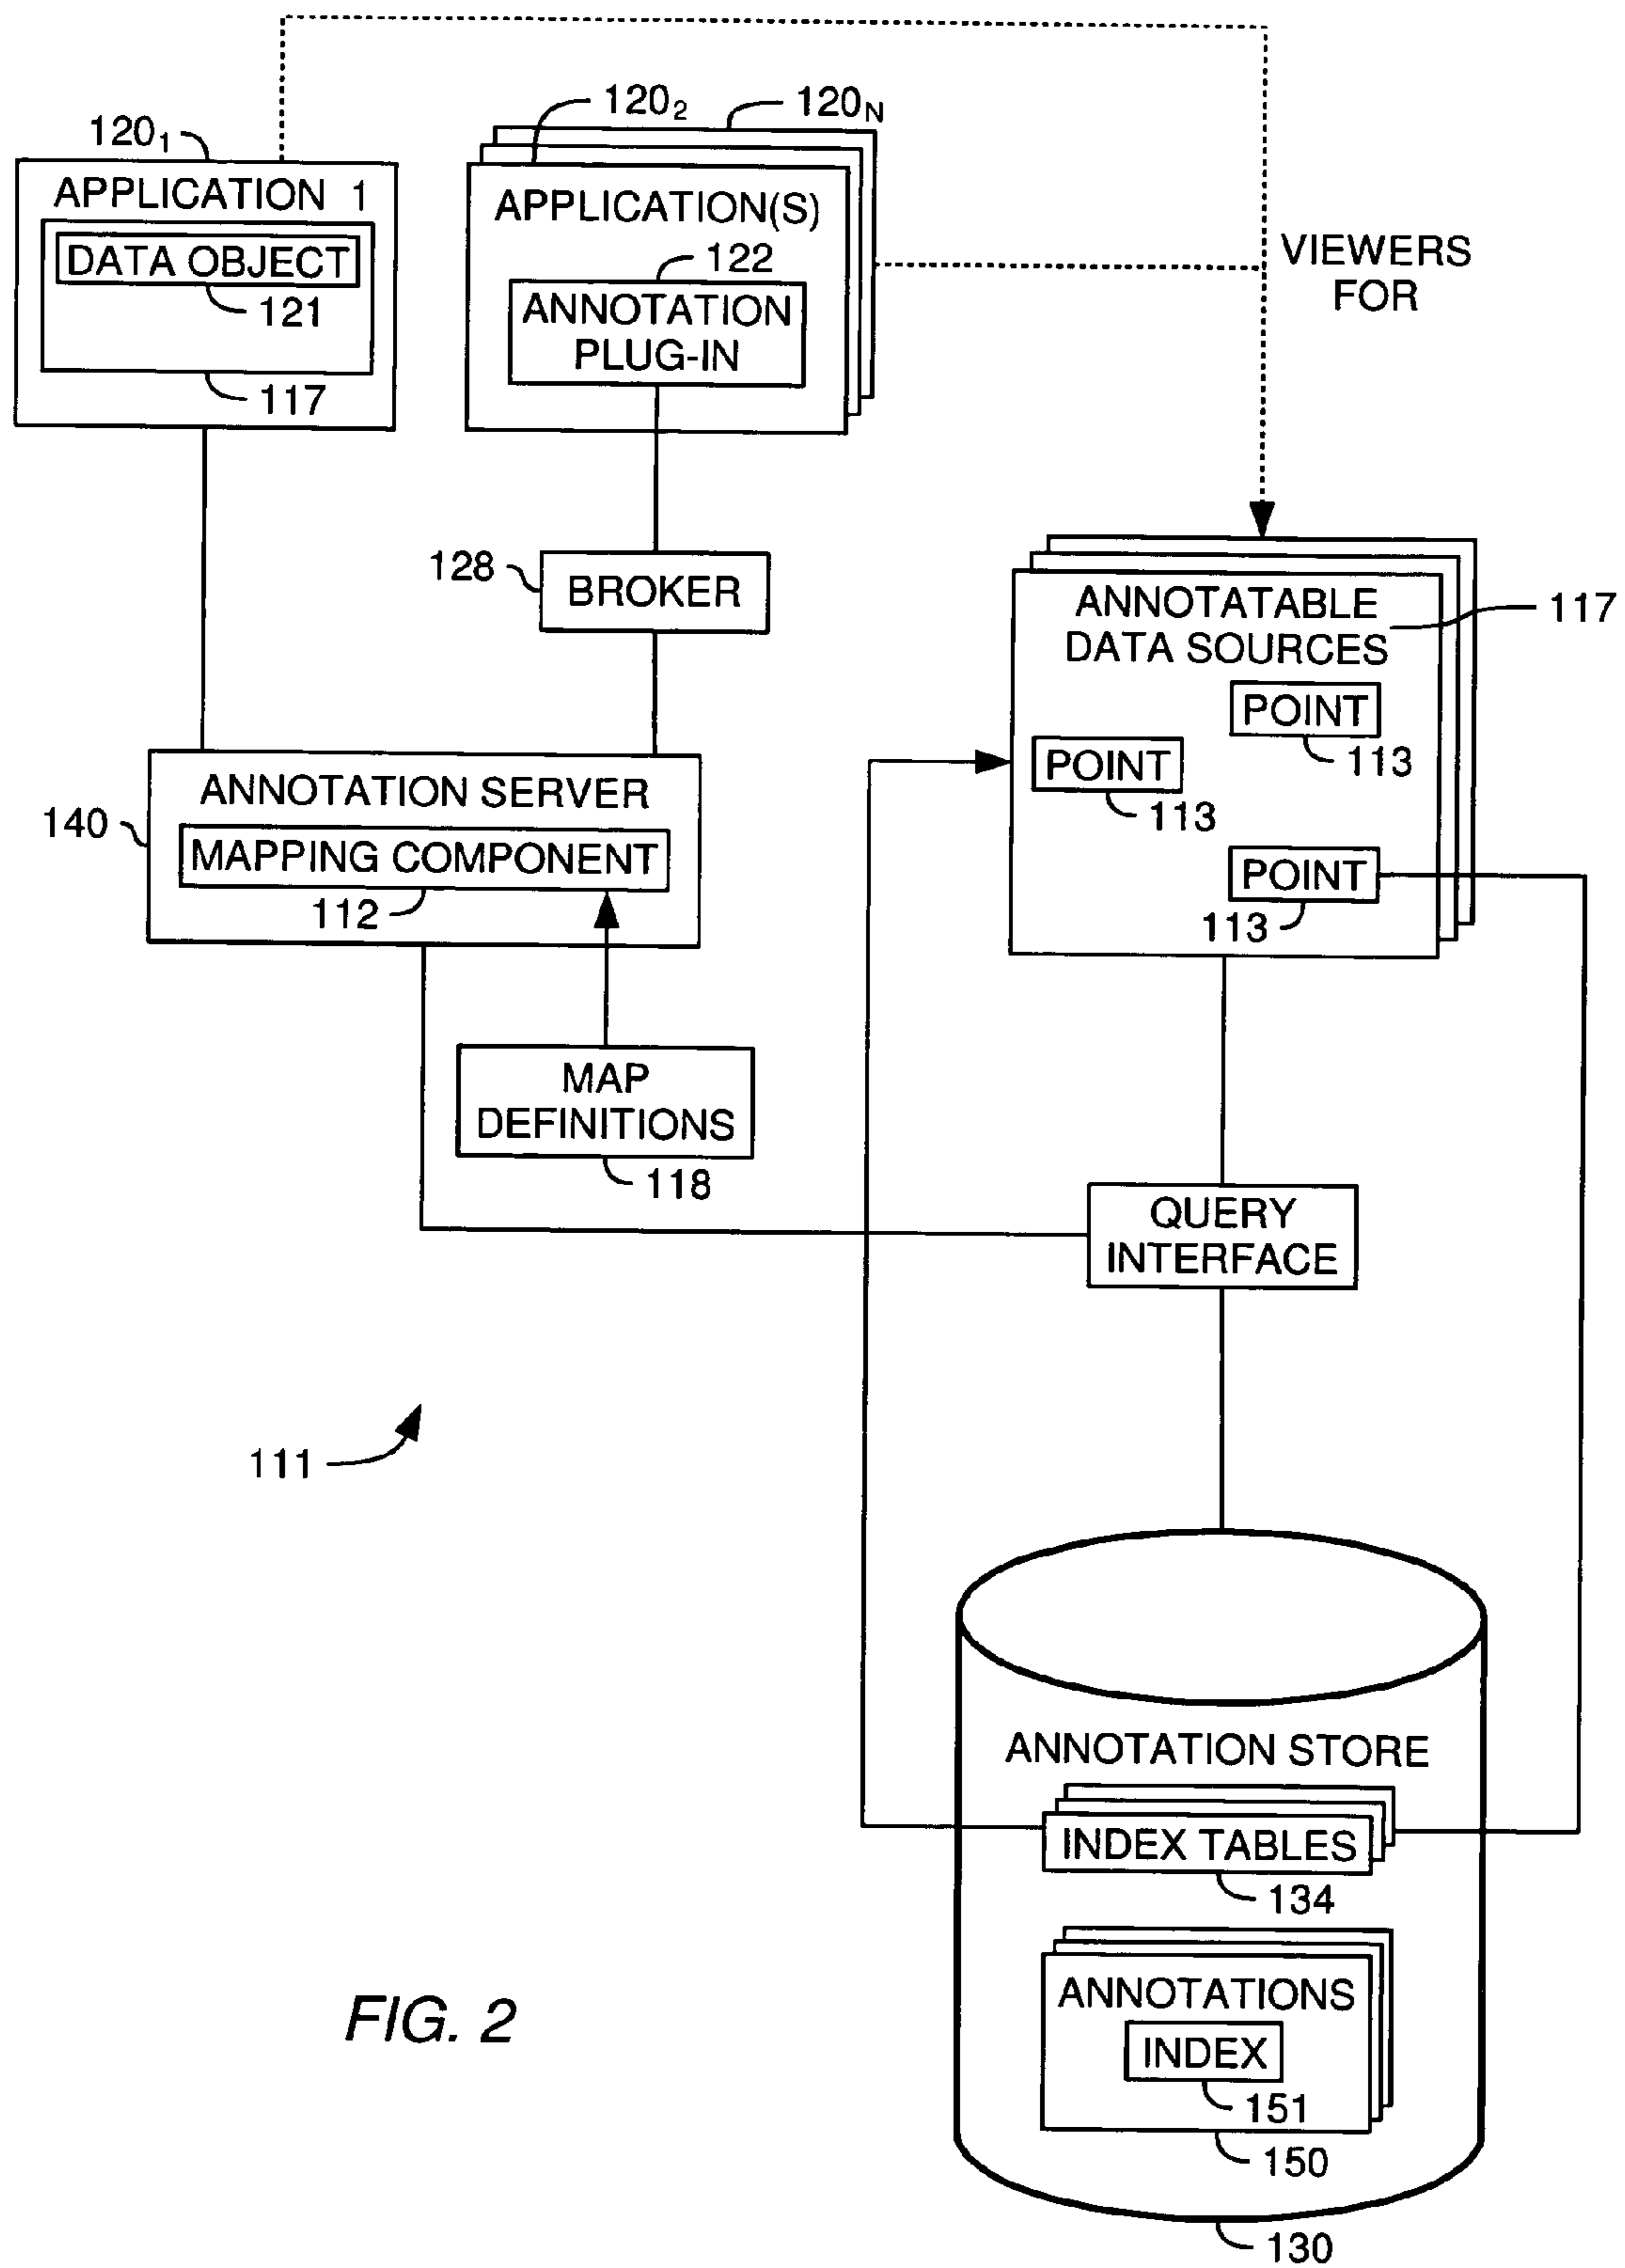 120₁
120₂
120N
APPLICATION 1
DATA OBJECT
121
117
APPLICATION(S)
122
ANNOTATION
PLUG-IN
VIEWERS
FOR
128
BROKER
ANNOTATABLE
DATA SOURCES
117
POINT
113
POINT
113
POINT
113
ANNOTATION SERVER
140
MAPPING COMPONENT
112
MAP
DEFINITIONS
118
QUERY
INTERFACE
111
ANNOTATION STORE
INDEX TABLES
134
ANNOTATIONS
INDEX
151
150
130
FIG. 2